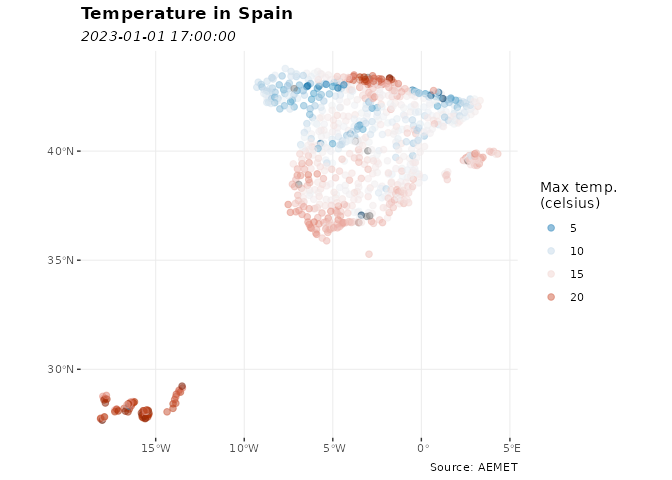 Temperature in Spain
2023-01-01 17:00:00
40°N
35°N
30°N
15°W
10°W
5°W
0°
5°E
Max temp.
(celsius)
5
10
15
20
Source: AEMET